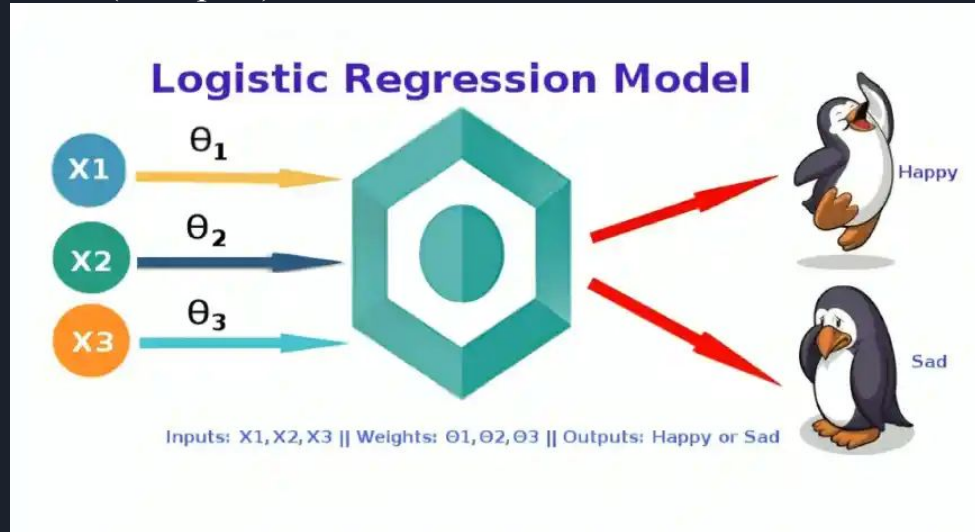 Logistic Regression Model
X1
θ1
X2
θ2
X3
θ3
Happy
Sad
Inputs: X1,X2,X3 || Weights: Θ1,Θ2,Θ3 || Outputs: Happy or Sad